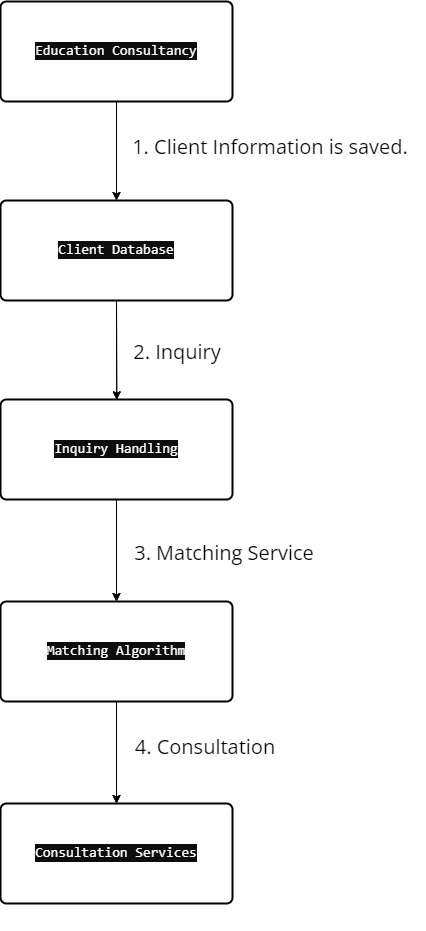 Education Consultancy
1. Client Information is saved.
Client Database
2. Inquiry
Inquiry Handling
3. Matching Service
Matching Algorithm
4. Consultation
Consultation Services